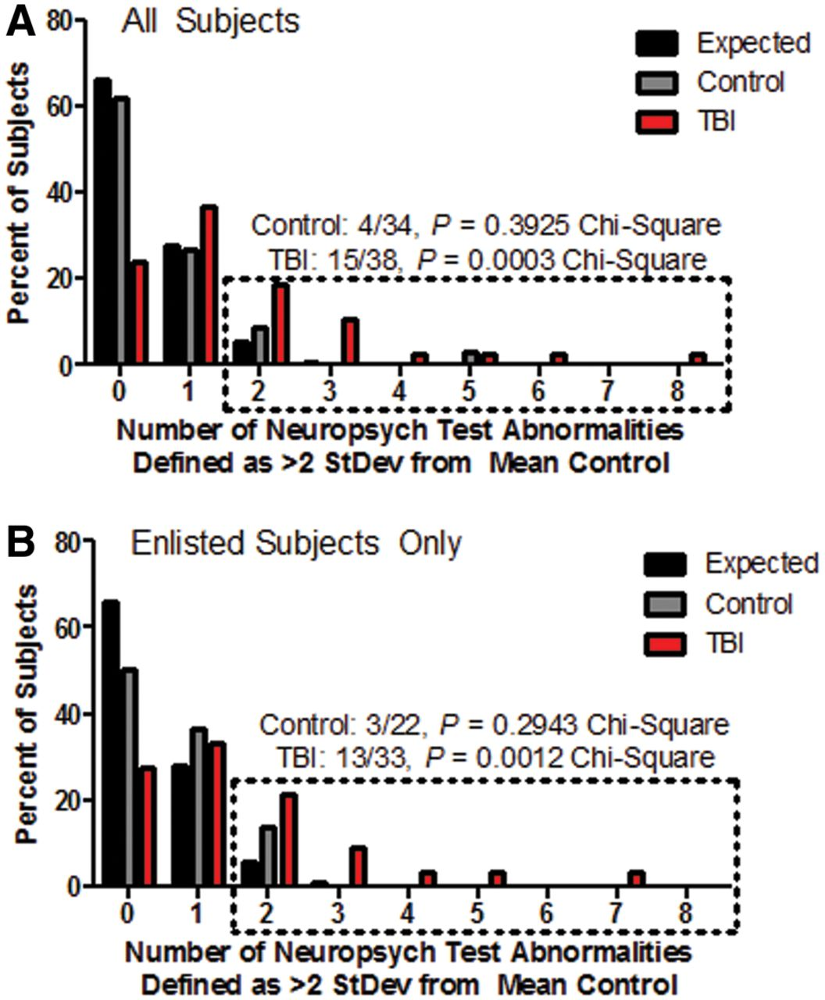 A
All Subjects
Expected
Control
TBI
Percent of Subjects
80
60
40
20
0
Control: 4/34, P = 0.3925 Chi-Square
TBI: 15/38, P = 0.0003 Chi-Square
0 1 2 3 4 5 6 7 8
Number of Neuropsych Test Abnormalities
Defined as >2 StDev from Mean Control
B
Enlisted Subjects Only
Expected
Control
TBI
Percent of Subjects
80
60
40
20
0
Control: 3/22, P = 0.2943 Chi-Square
TBI: 13/33, P = 0.0012 Chi-Square
0 1 2 3 4 5 6 7 8
Number of Neuropsych Test Abnormalities
Defined as >2 StDev from Mean Control